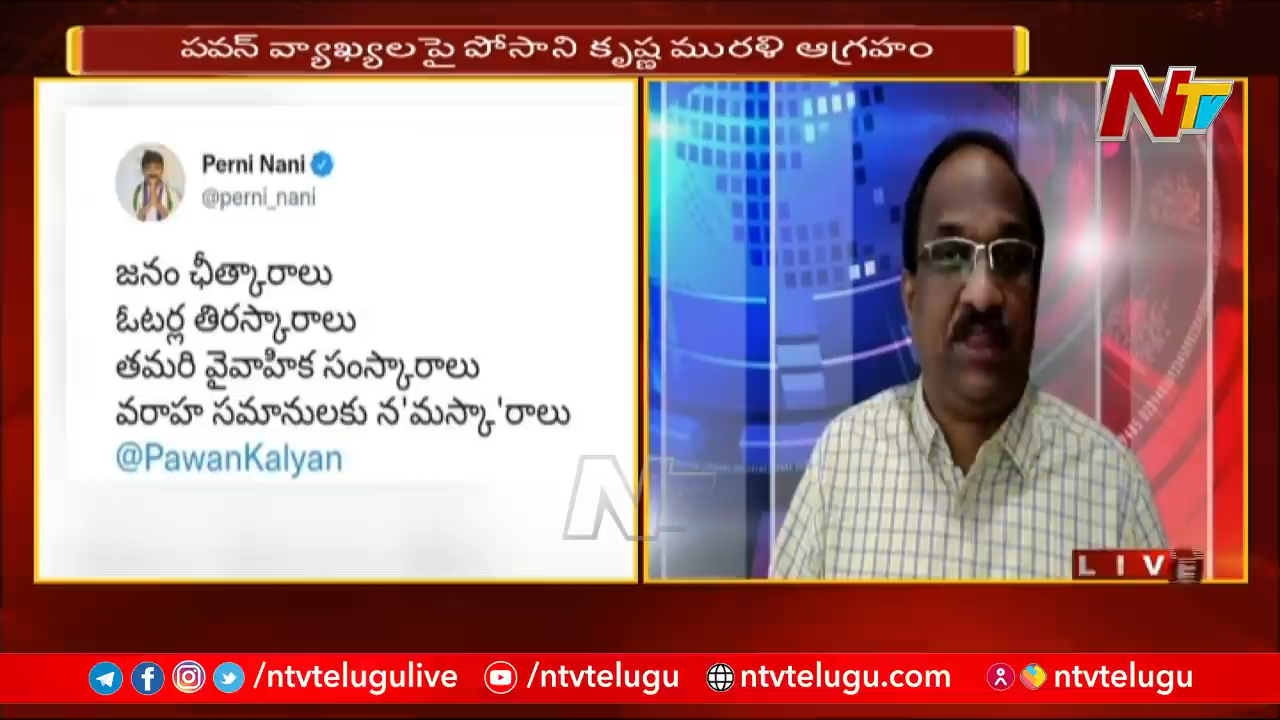 పవన్ వ్యాఖ్యలపై పోసాని కృష్ణ మురళి ఆగ్రహం
NTV
Perni Nani
@perni_nani
జనం ఛీత్కారాలు
ఓటర్ల తిరస్కారాలు
తమరి వైవాహిక సంస్కారాలు
వరాహ సమానులకు న'మస్కా'రాలు
@PawanKalyan
LIVE
/ntvtelugulive /ntvtelugu ntvtelugu.com ntvtelugu